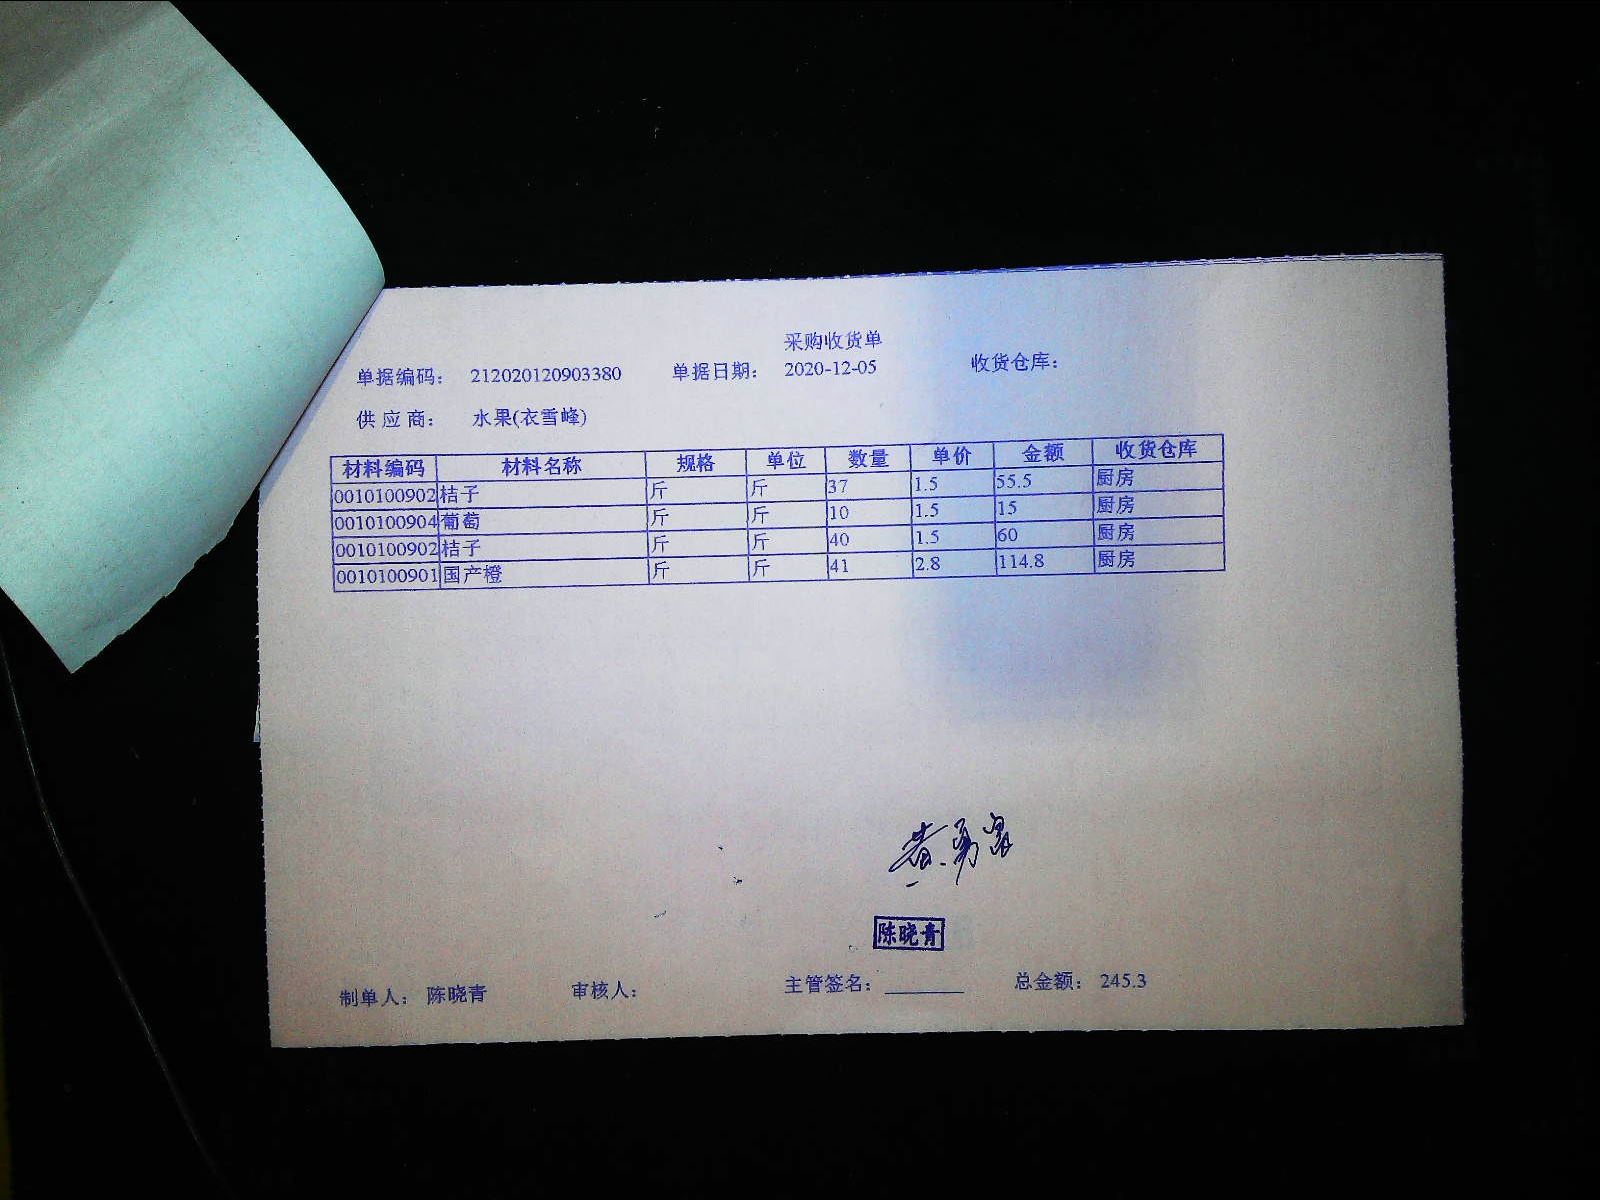 采购收货单
单据编码： 212020120903380 单据日期： 2020-12-05 收货仓库：
供 应 商： 水果(衣雪峰)
材料编码 材料名称 规格 单位 数量 单价 金额 收货仓库
0010100902 桔子 斤 斤 37 1.5 55.5 厨房
0010100904 葡萄 斤 斤 10 1.5 15 厨房
0010100902 桔子 斤 斤 40 1.5 60 厨房
0010100901 国产橙 斤 斤 41 2.8 114.8 厨房
黄勇
陈晓青
制单人： 陈晓青 审核人： 主管签名： 总金额： 245.3